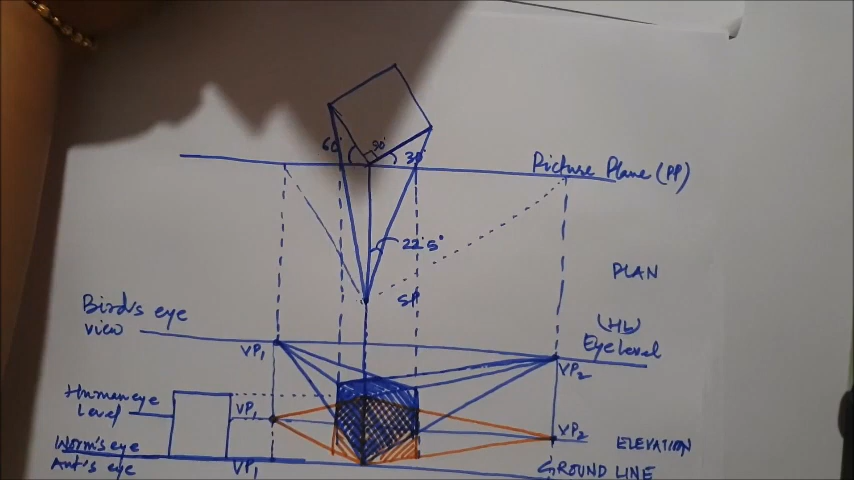 60°
90°
30°
Picture Plane (PP)
22.5°
SP
PLAN
Bird's eye
view
VP1
(HL)
Eye Level
VP2
Human eye
Level
VP1
VP2
ELEVATION
Worm's eye
Ant's eye
VP1
GROUND LINE